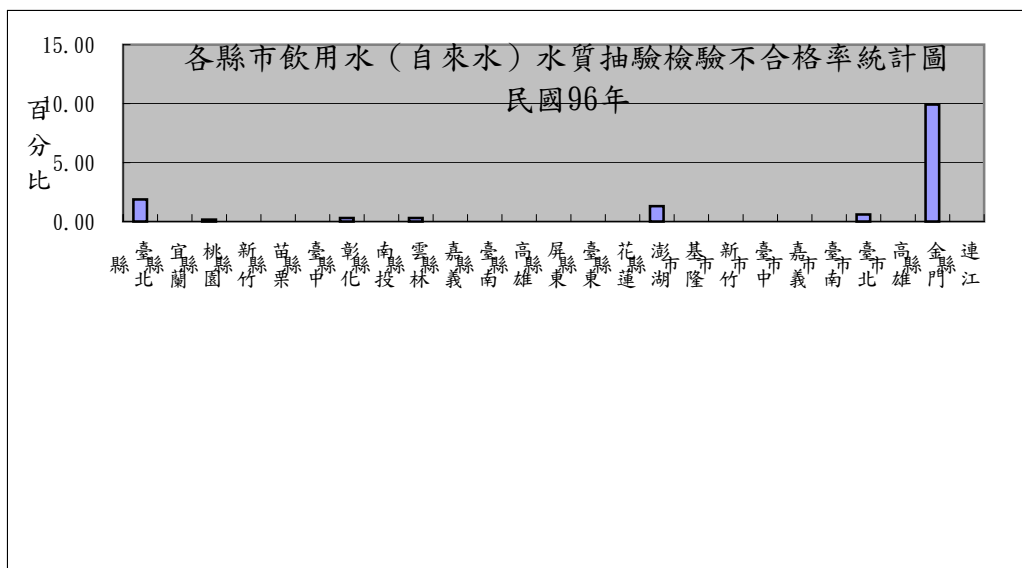 各縣市飲用水（自來水）水質抽驗檢驗不合格率統計圖
民國96年
百分比
15.00
10.00
5.00
0.00
臺北縣
宜蘭縣
桃園縣
新竹縣
苗栗縣
臺中縣
彰化縣
南投縣
雲林縣
嘉義縣
臺南縣
高雄縣
屏東縣
臺東縣
花蓮縣
澎湖縣
基隆市
新竹市
臺中市
嘉義市
臺南市
臺北市
高雄市
金門縣
連江縣